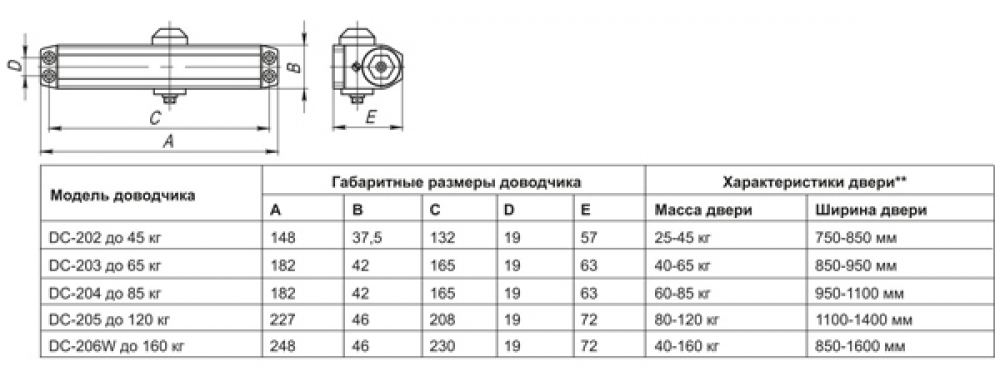 D
B
C
E
A
Модель доводчика Габаритные размеры доводчика Характеристики двери**
A B C D E Масса двери Ширина двери
DC-202 до 45 кг 148 37,5 132 19 57 25-45 кг 750-850 мм
DC-203 до 65 кг 182 42 165 19 63 40-65 кг 850-950 мм
DC-204 до 85 кг 182 42 165 19 63 60-85 кг 950-1100 мм
DC-205 до 120 кг 227 46 208 19 72 80-120 кг 1100-1400 мм
DC-206W до 160 кг 248 46 230 19 72 40-160 кг 850-1600 мм